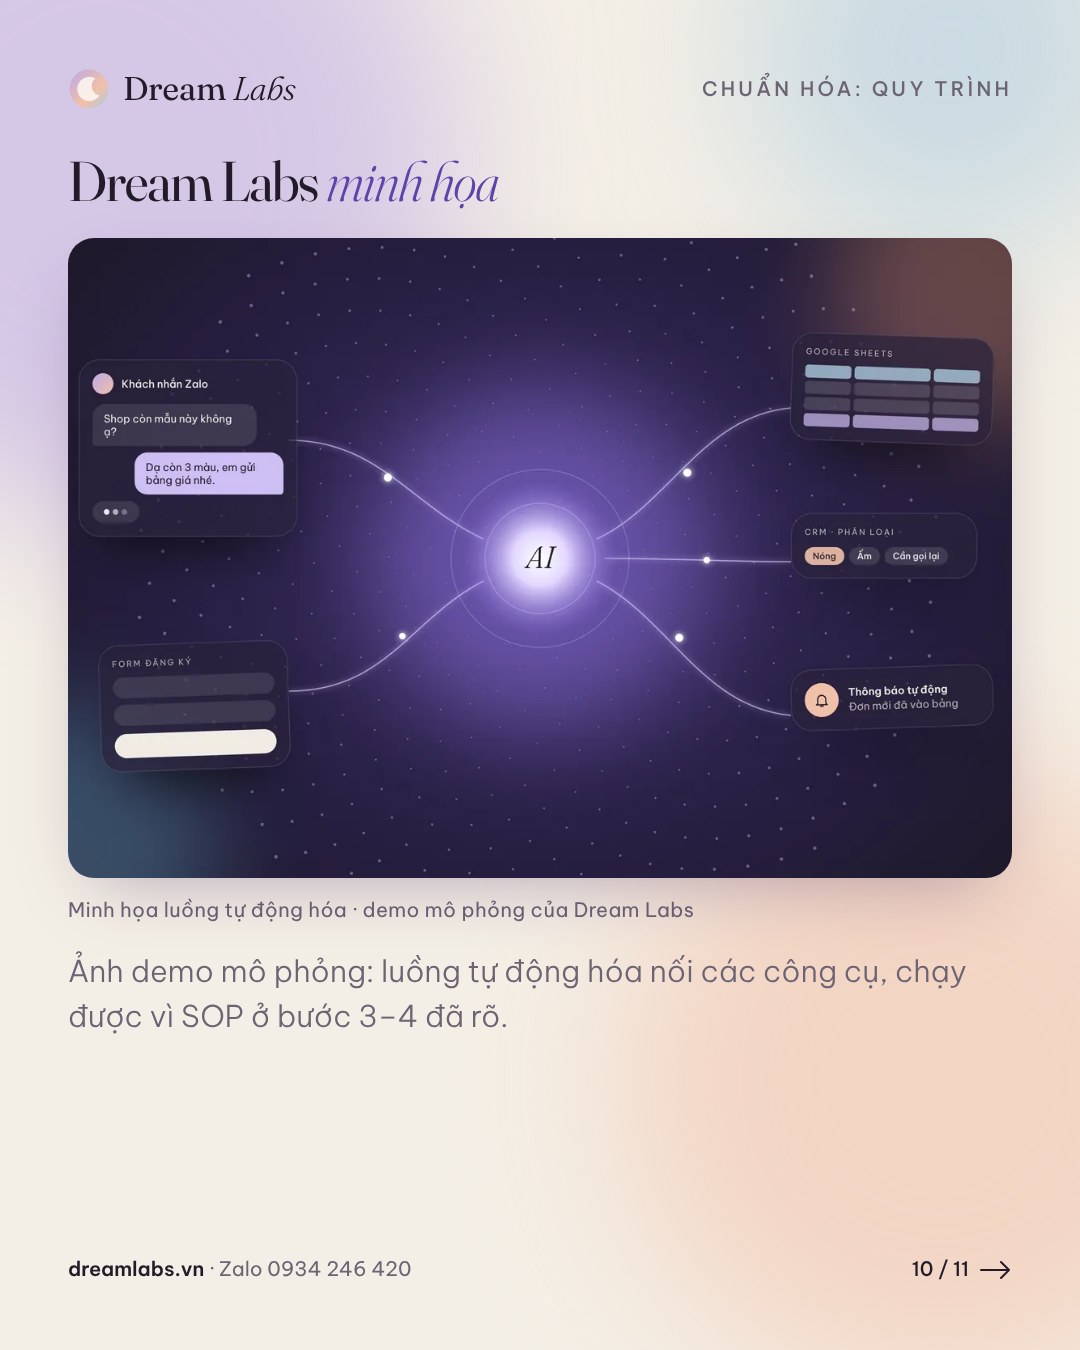 Dream Labs
CHUẨN HÓA: QUY TRÌNH
Dream Labs minh họa
Khách nhắn Zalo
Shop còn mẫu này không
ạ?
Dạ còn 3 màu, em gửi
bảng giá nhé.
FORM ĐĂNG KÝ
AI
GOOGLE SHEETS
CRM · PHÂN LOẠI
Nóng
Ấm
Cần gọi lại
Thông báo tự động
Đơn mới đã vào bảng
Minh họa luồng tự động hóa · demo mô phỏng của Dream Labs
Ảnh demo mô phỏng: luồng tự động hóa nối các công cụ, chạy
được vì SOP ở bước 3–4 đã rõ.
dreamlabs.vn · Zalo 0934 246 420
10 / 11 →